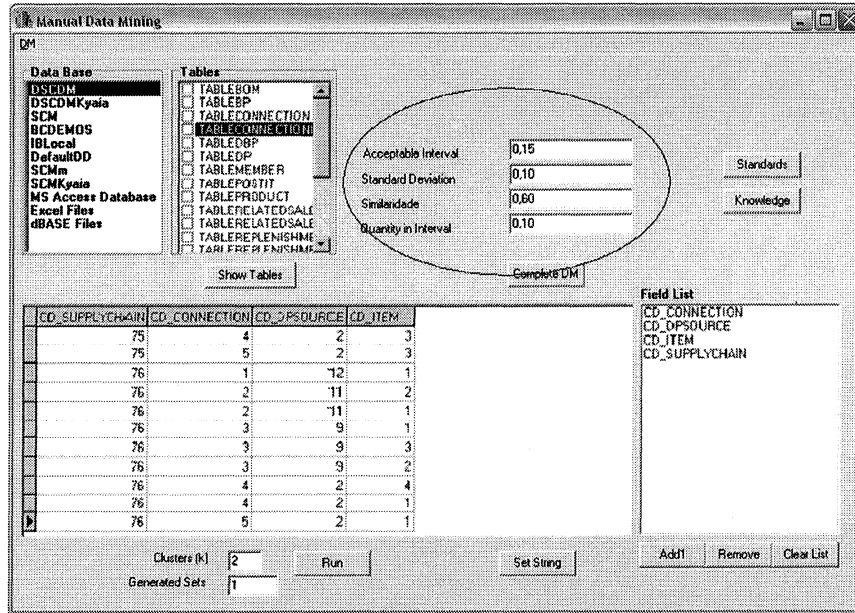 Manual Data Mining
DM
Data Base
DSCDM
DSCDMKyaia
SCM
BCDEMOS
IBLocal
DefaultDD
SCMm
SCMKyaia
MS Access Database
Excel Files
dBASE Files
Tables
TABLEBOM
TABLEBP
TABLECONNECTION
TABLECONNECTION
TABLEDBP
TABLEDP
TABLEMEMBER
TABLEPOSTIT
TABLEPRODUCT
TABLERELATEDSALE
TABLERELATEDSALE
TABLEREPLENISHME
TABLEREPLENISHME
Acceptable Interval 0,15
Standard Deviation 0,10
Similaridade 0,60
Quantity in Interval 0,10
Standards
Knowledge
Show Tables
Complete DM
CD_SUPPLYCHAIN CD_CONNECTION CD_DPSOURCE CD_ITEM
75 4 2 3
75 5 2 3
76 1 12 1
76 2 11 2
76 2 11 1
76 3 9 1
76 3 9 3
76 3 9 2
76 4 2 4
76 4 2 1
76 5 2 1
Field List
CD_CONNECTION
CD_DPSOURCE
CD_ITEM
CD_SUPPLYCHAIN
Clusters (k) 2
Generated Sets 1
Run
Set String
Add1
Remove
Clear List